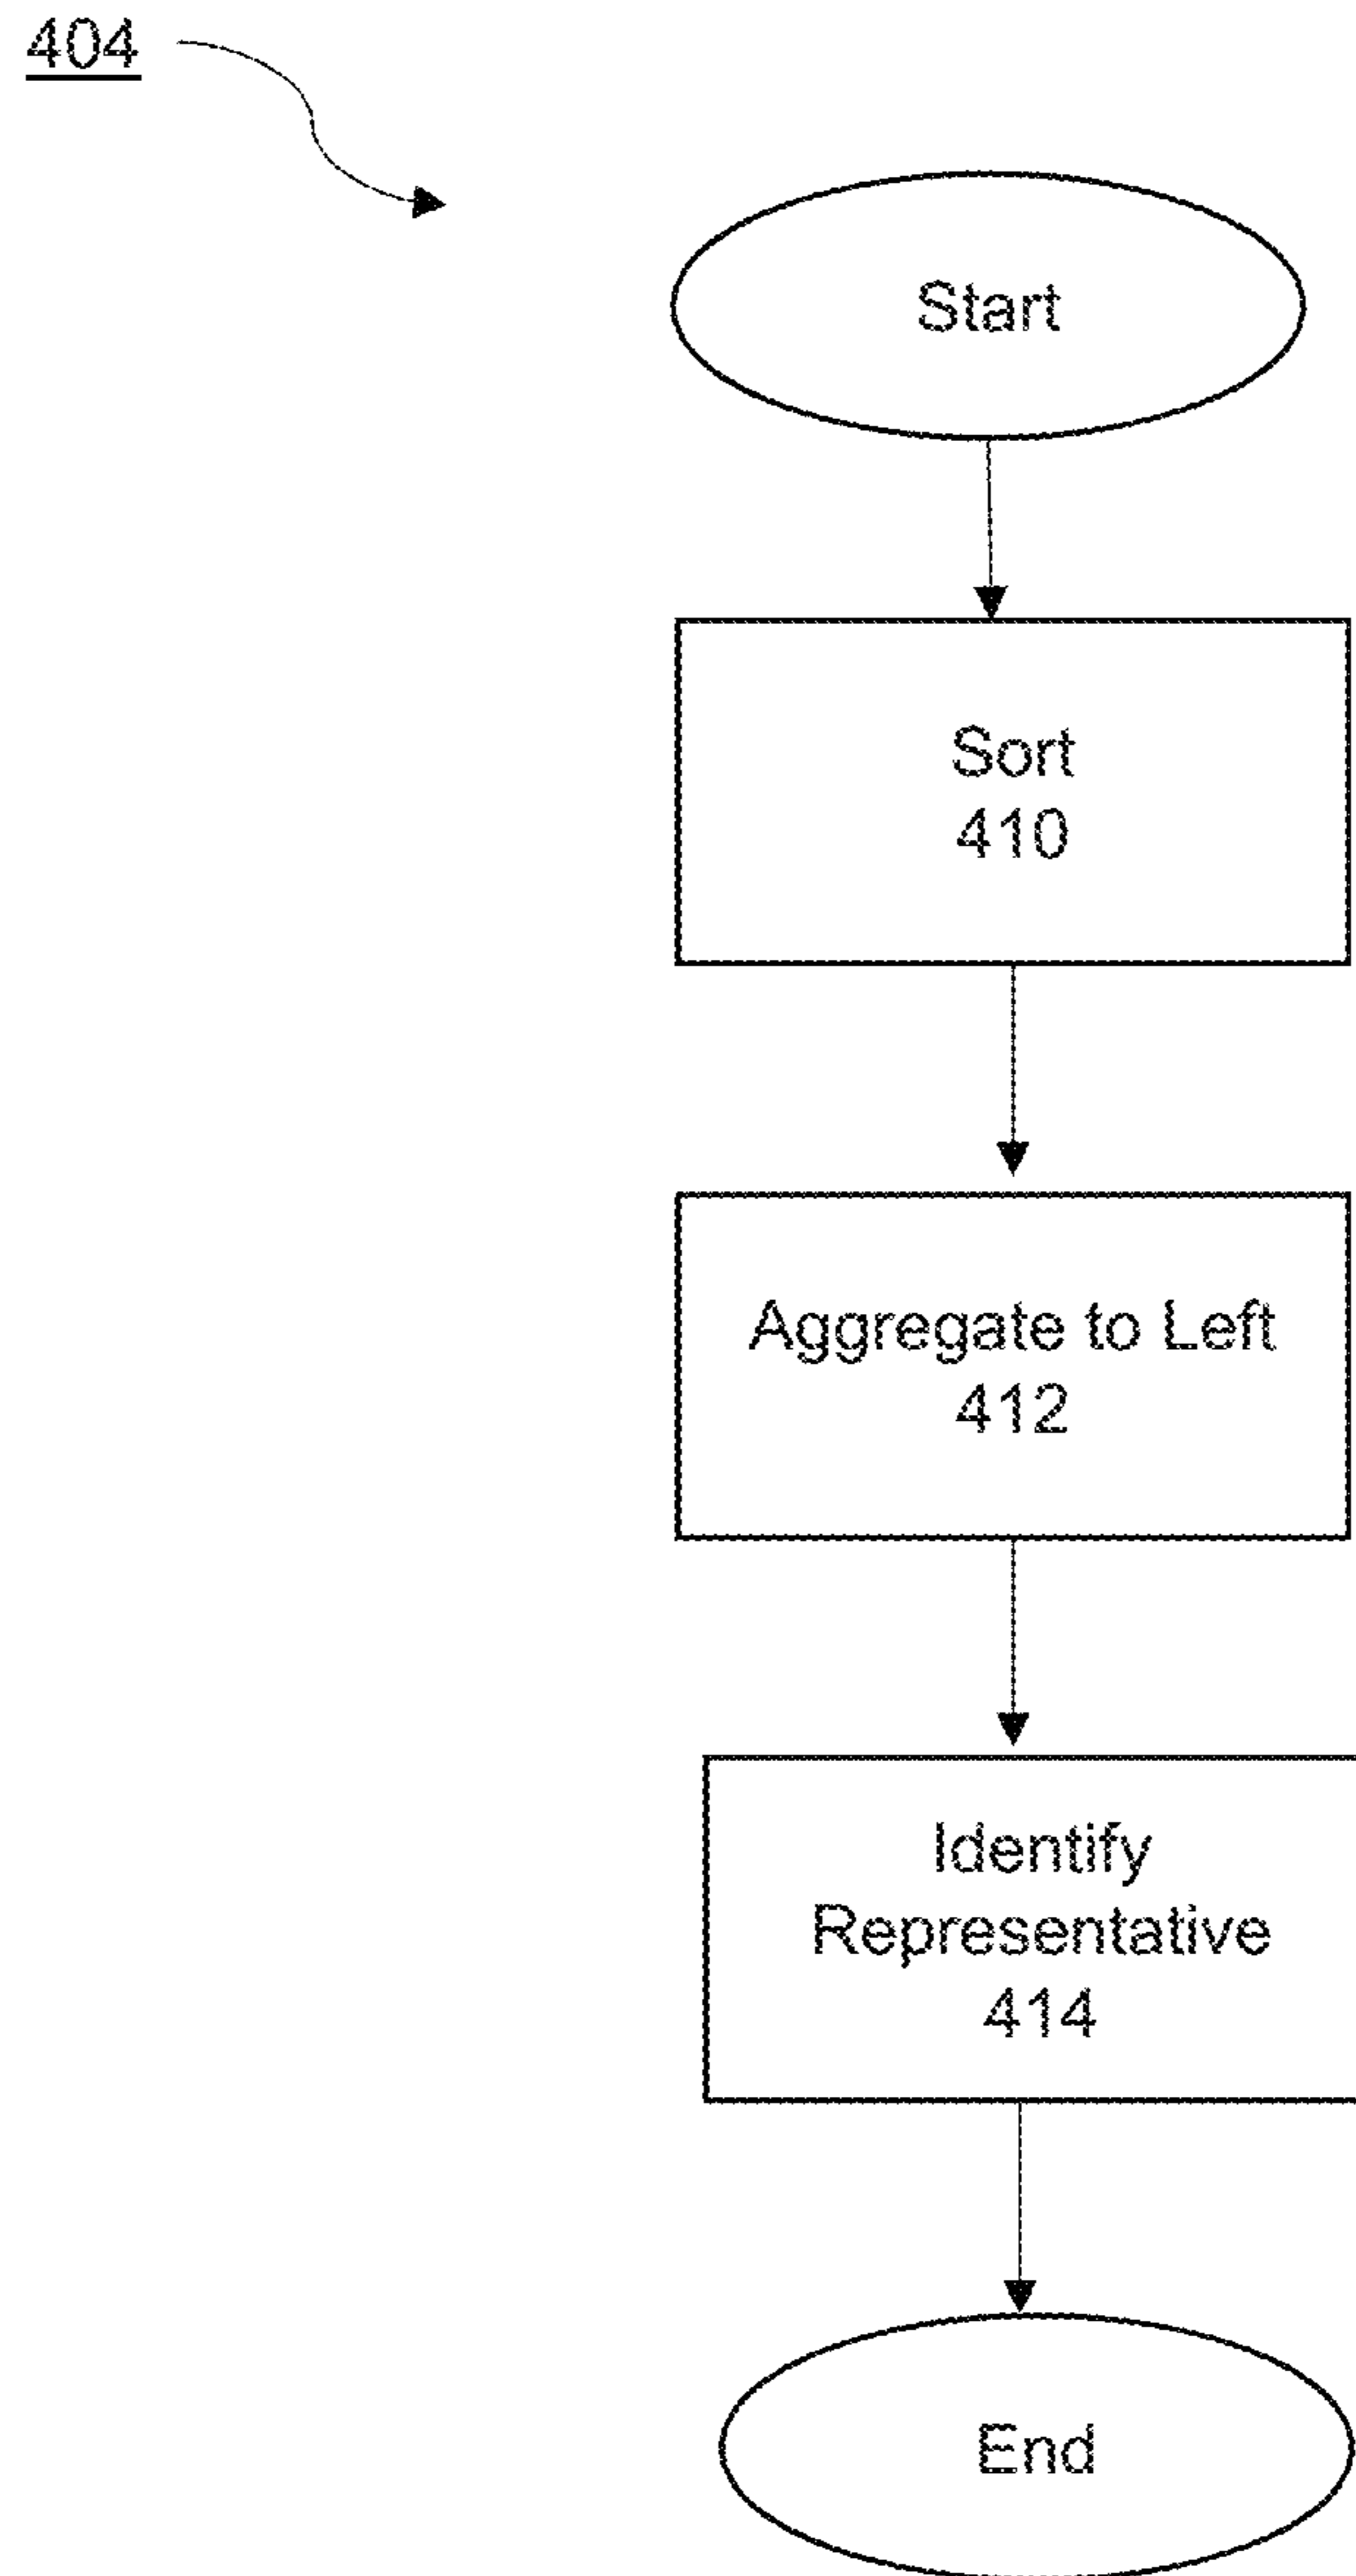 404
Start
Sort
410
Aggregate to Left
412
Identify
Representative
414
End